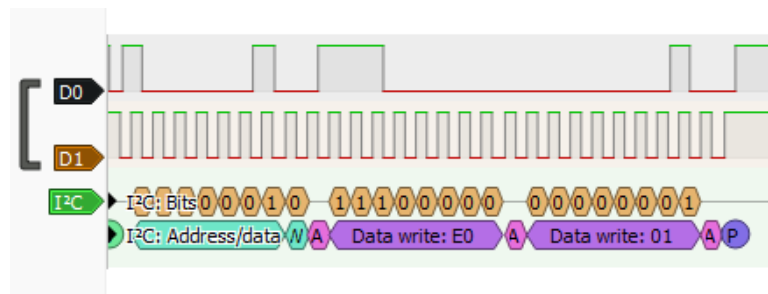 D0
D1
I²C
I²C: Bits 0 0 0 1 0 1 1 1 0 0 0 0 0 0 0 0 0 0 0 0 0 1
I²C: Address/data W A Data write: E0 A Data write: 01 A P